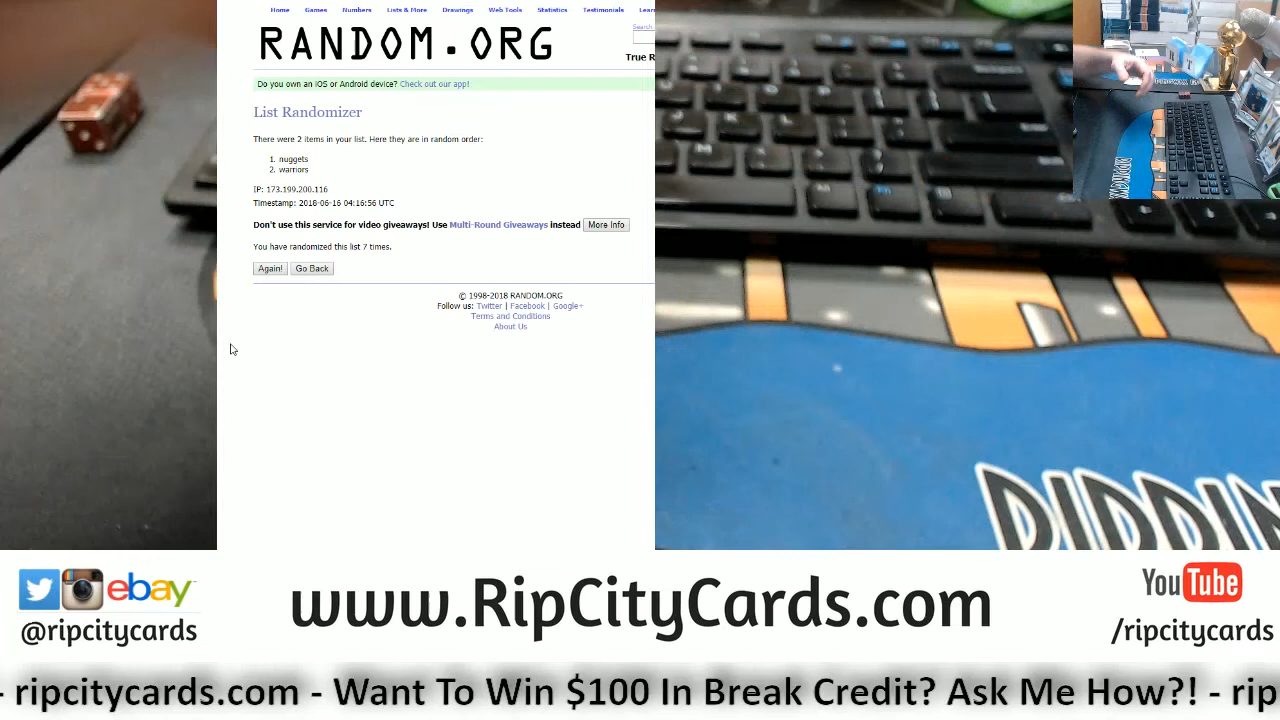 Home Games Numbers Lists & More Drawings Web Tools Statistics Testimonials Lear
RANDOM.ORG
Search
True R
Do you own an iOS or Android device? Check out our app!
List Randomizer
There were 2 items in your list. Here they are in random order:
1. nuggets
2. warriors
IP: 173.199.200.116
Timestamp: 2018-06-16 04:16:56 UTC
Don't use this service for video giveaways! Use Multi-Round Giveaways instead More Info
You have randomized this list 7 times.
Again! Go Back
© 1998-2018 RANDOM.ORG
Follow us: Twitter | Facebook | Google+
Terms and Conditions
About Us
RIPPIN
ebay
@ripcitycards
www.RipCityCards.com
YouTube
/ripcitycards
- ripcitycards.com - Want To Win $100 In Break Credit? Ask Me How?! - rip